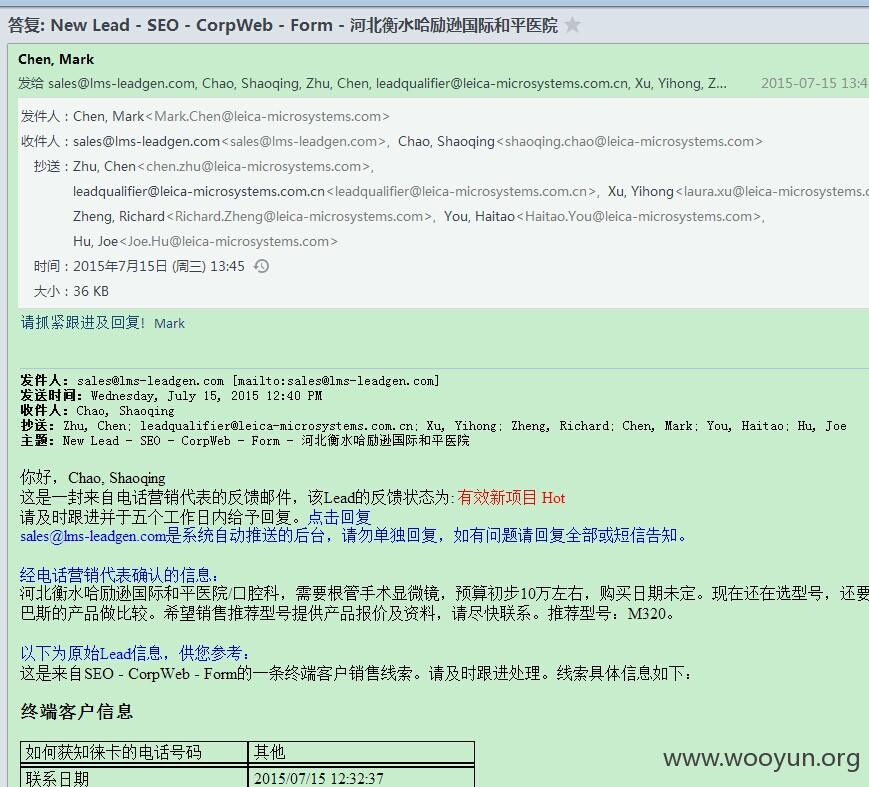 答复: New Lead - SEO - CorpWeb - Form - 河北衡水哈励逊国际和平医院
Chen, Mark
发给 sales@lms-leadgen.com, Chao, Shaoqing, Zhu, Chen, leadqualifier@leica-microsystems.com.cn, Xu, Yihong, Z... 2015-07-15 13:4
发件人：Chen, Mark<Mark.Chen@leica-microsystems.com>
收件人：sales@lms-leadgen.com<sales@lms-leadgen.com>, Chao, Shaoqing<shaoqing.chao@leica-microsystems.com>
抄送：Zhu, Chen<chen.zhu@leica-microsystems.com>,
leadqualifier@leica-microsystems.com.cn<leadqualifier@leica-microsystems.com.cn>, Xu, Yihong<laura.xu@leica-microsystems.c
Zheng, Richard<Richard.Zheng@leica-microsystems.com>, You, Haitao<Haitao.You@leica-microsystems.com>,
Hu, Joe<Joe.Hu@leica-microsystems.com>
时间：2015年7月15日 (周三) 13:45
大小：36 KB
请抓紧跟进及回复！Mark
发件人: sales@lms-leadgen.com [mailto:sales@lms-leadgen.com]
发送时间: Wednesday, July 15, 2015 12:40 PM
收件人: Chao, Shaoqing
抄送: Zhu, Chen; leadqualifier@leica-microsystems.com.cn; Xu, Yihong; Zheng, Richard; Chen, Mark; You, Haitao; Hu, Joe
主题: New Lead - SEO - CorpWeb - Form - 河北衡水哈励逊国际和平医院
你好，Chao, Shaoqing
这是一封来自电话营销代表的反馈邮件，该Lead的反馈状态为: 有效新项目 Hot
请及时跟进并于五个工作日内给予回复。点击回复
sales@lms-leadgen.com是系统自动推送的后台，请勿单独回复，如有问题请回复全部或短信告知。
经电话营销代表确认的信息：
河北衡水哈励逊国际和平医院/口腔科，需要根管手术显微镜，预算初步10万左右，购买日期未定。现在还在选型号，还要
巴斯的产品做比较。希望销售推荐型号提供产品报价及资料，请尽快联系。推荐型号：M320。
以下为原始Lead信息，供您参考：
这是来自SEO - CorpWeb - Form的一条终端客户销售线索。请及时跟进处理。线索具体信息如下：
终端客户信息
如何获知徕卡的电话号码 其他
联系日期 2015/07/15 12:32:37
www.wooyun.org